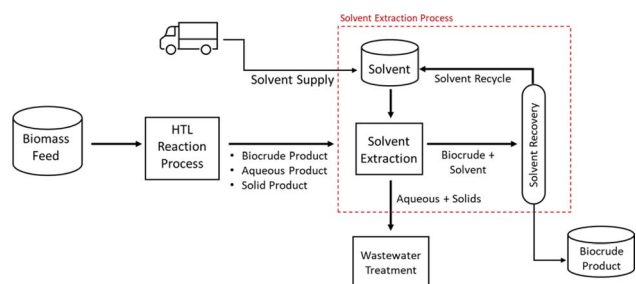 Solvent Extraction Process
Solvent
Solvent Supply
Solvent Recycle
Biomass
Feed
HTL
Reaction
Process
• Biocrude Product
• Aqueous Product
• Solid Product
Solvent
Extraction
Biocrude +
Solvent
Solvent Recovery
Aqueous + Solids
Wastewater
Treatment
Biocrude
Product